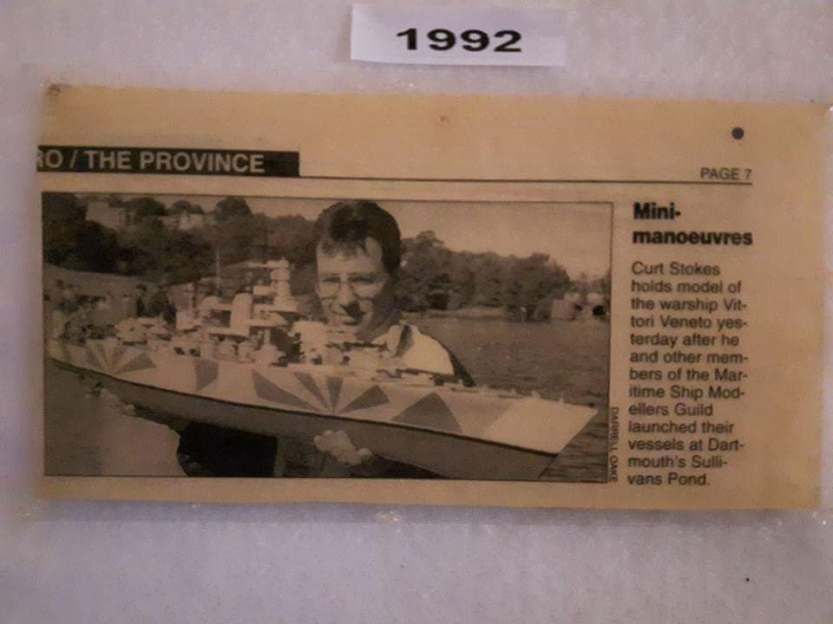 1992
RO / THE PROVINCE
PAGE 7
Mini-
manoeuvres
Curt Stokes
holds model of
the warship Vit-
tori Veneto yes-
terday after he
and other mem-
bers of the Mar-
itime Ship Mod-
ellers Guild
launched their
vessels at Dart-
mouth's Sulli-
vans Pond.
DARRELL OAKE